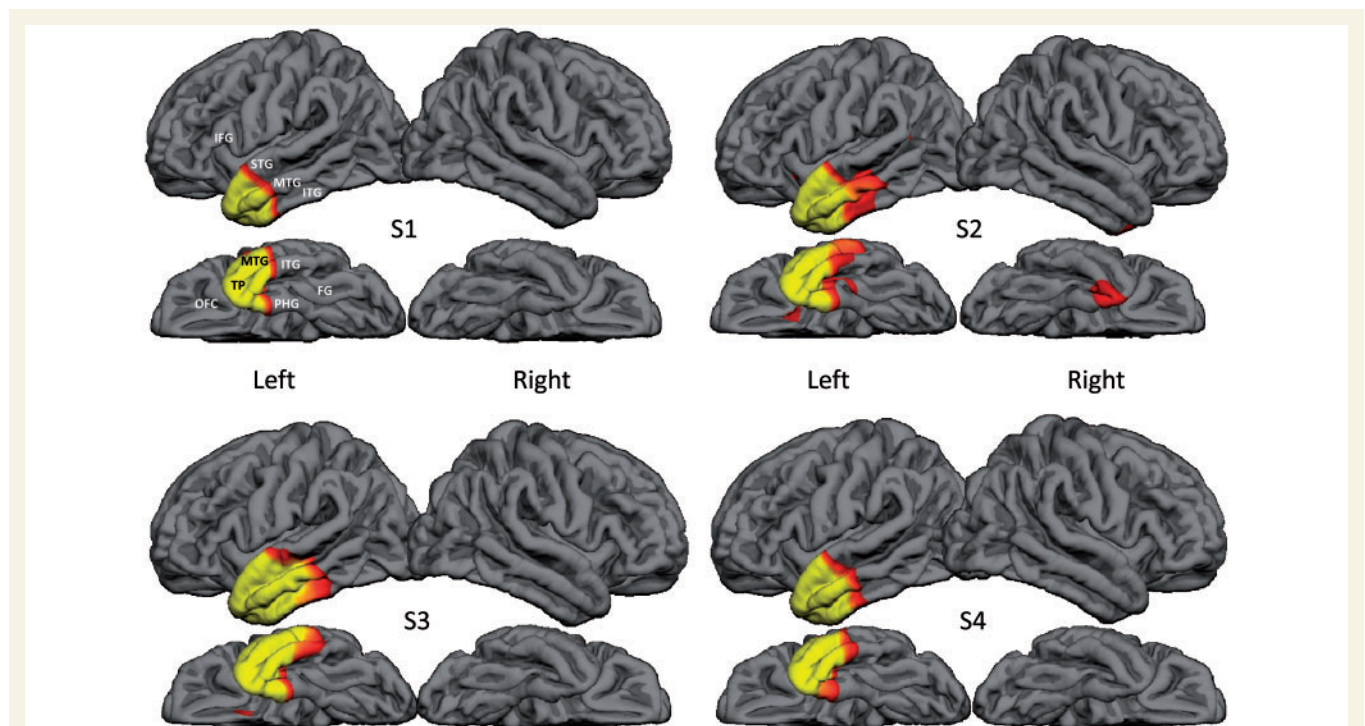 IFG
STG
MTG
ITG
S1
S2
MTG
ITG
TP
FG
OFC
PHG
Left
Right
Left
Right
S3
S4